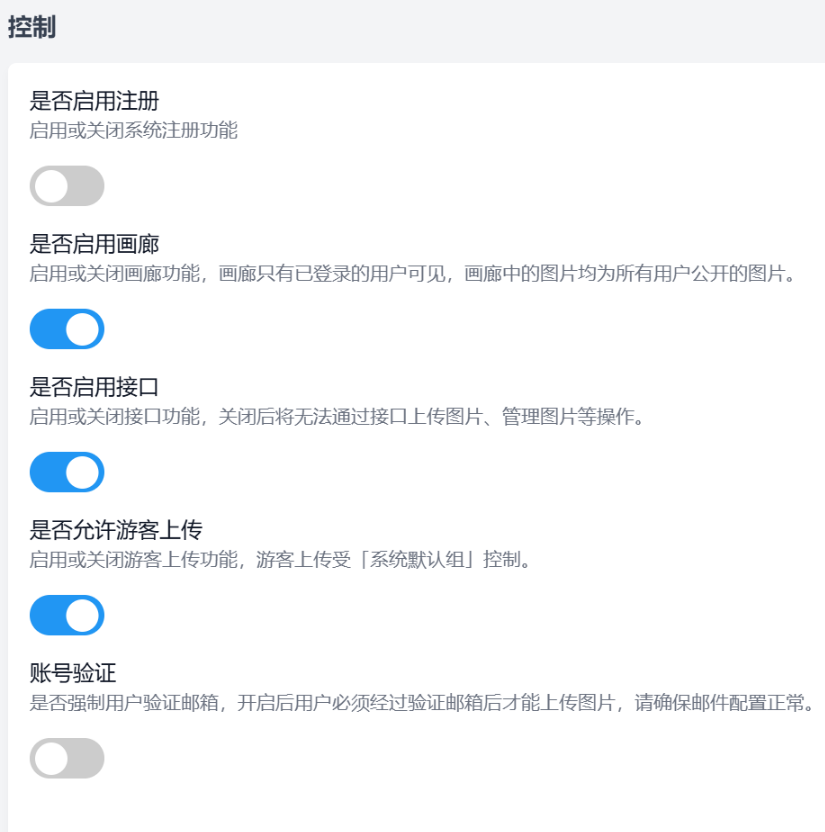 控制
是否启用注册
启用或关闭系统注册功能
是否启用画廊
启用或关闭画廊功能，画廊只有已登录的用户可见，画廊中的图片均为所有用户公开的图片。
是否启用接口
启用或关闭接口功能，关闭后将无法通过接口上传图片、管理图片等操作。
是否允许游客上传
启用或关闭游客上传功能，游客上传受「系统默认组」控制。
账号验证
是否强制用户验证邮箱，开启后用户必须经过验证邮箱后才能上传图片，请确保邮件配置正常。